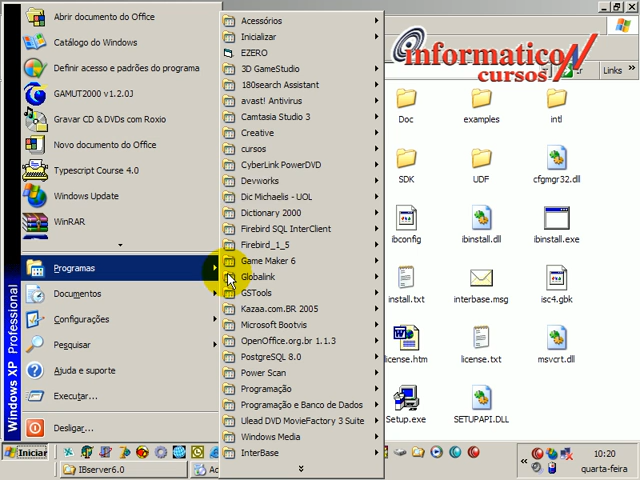 Abrir documento do Office
Catálogo do Windows
Definir acesso e padrões do programa
GAMUT2000 v1.2.0J
Gravar CD & DVDs com Roxio
Novo documento do Office
Typescript Course 4.0
Windows Update
WinRAR
Programas
Documentos
Configurações
Pesquisar
Ajuda e suporte
Executar...
Desligar...
Windows XP Professional
Acessórios
Inicializar
EZERO
3D GameStudio
180search Assistant
avast! Antivirus
Camtasia Studio 3
Creative
cursos
CyberLink PowerDVD
Devworks
Dic Michaelis - UOL
Dictionary 2000
Firebird SQL InterClient
Firebird_1_5
Game Maker 6
Globalink
GSTools
Kazaa.com.BR 2005
Microsoft Bootvis
OpenOffice.org.br 1.1.3
PostgreSQL 8.0
Power Scan
Programação
Programação e Banco de Dados
Ulead DVD MovieFactory 3 Suite
Windows Media
InterBase
informaticon
cursos
Ir
Links
Doc
examples
intl
SDK
UDF
cfgmgr32.dll
ibconfig
ibinstall.dll
ibinstall.exe
install.txt
interbase.msg
isc4.gbk
license.htm
license.txt
msvcrt.dll
Setup.exe
SETUPAPI.DLL
Iniciar
IBserver6.0
10:20
quarta-feira